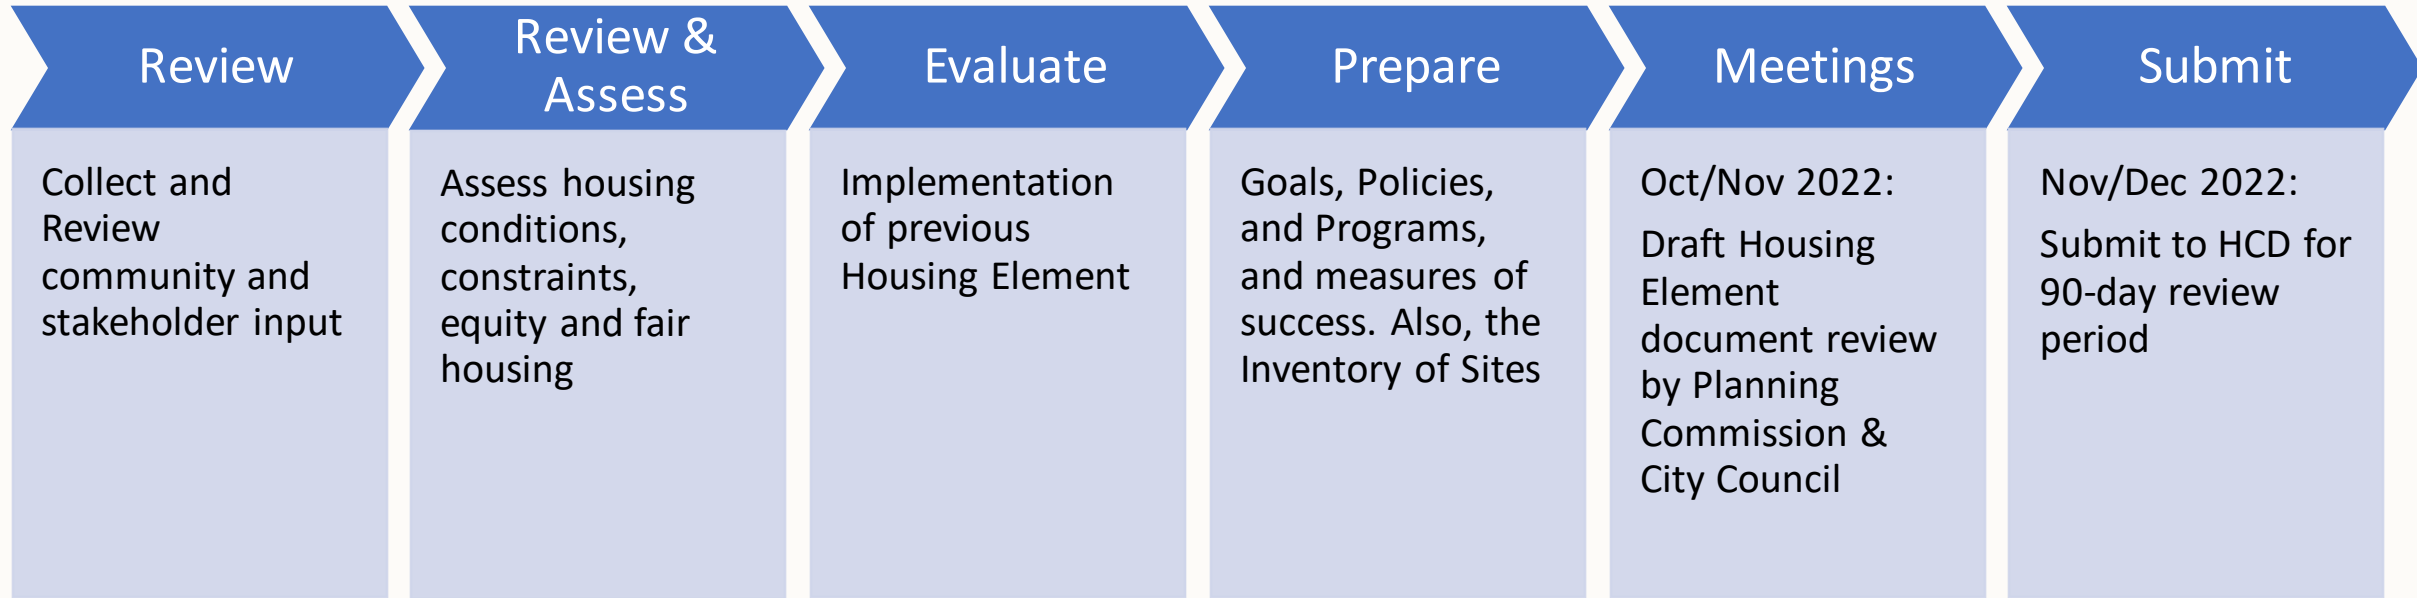 Review
Collect and
Review
community and
stakeholder input
Review &
Assess
Assess housing
conditions,
constraints,
equity and fair
housing
Evaluate
Implementation
of previous
Housing Element
Prepare
Goals, Policies,
and Programs,
and measures of
success. Also, the
Inventory of Sites
Meetings
Oct/Nov 2022:
Draft Housing
Element
document review
by Planning
Commission &
City Council
Submit
Nov/Dec 2022:
Submit to HCD for
90-day review
period